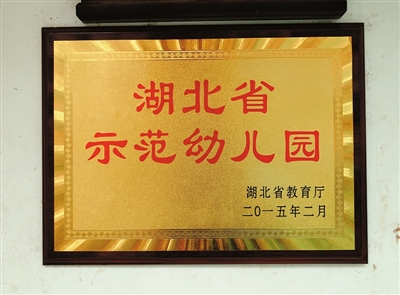 湖北省
示范幼儿园
湖北省教育厅
二〇一五年二月